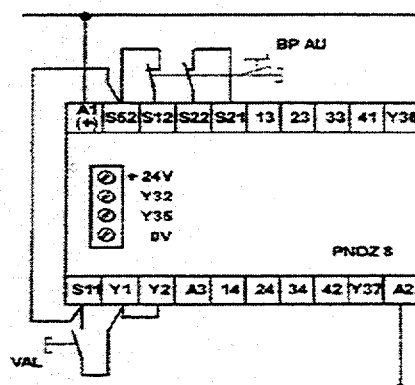 BP AU
A1 (+) S52 S12 S22 S21 13 23 33 41 Y36
+ 24V
Y32
Y35
0V
PNOZ 8
S11 Y1 Y2 A3 14 24 34 42 Y37 A2
VAL